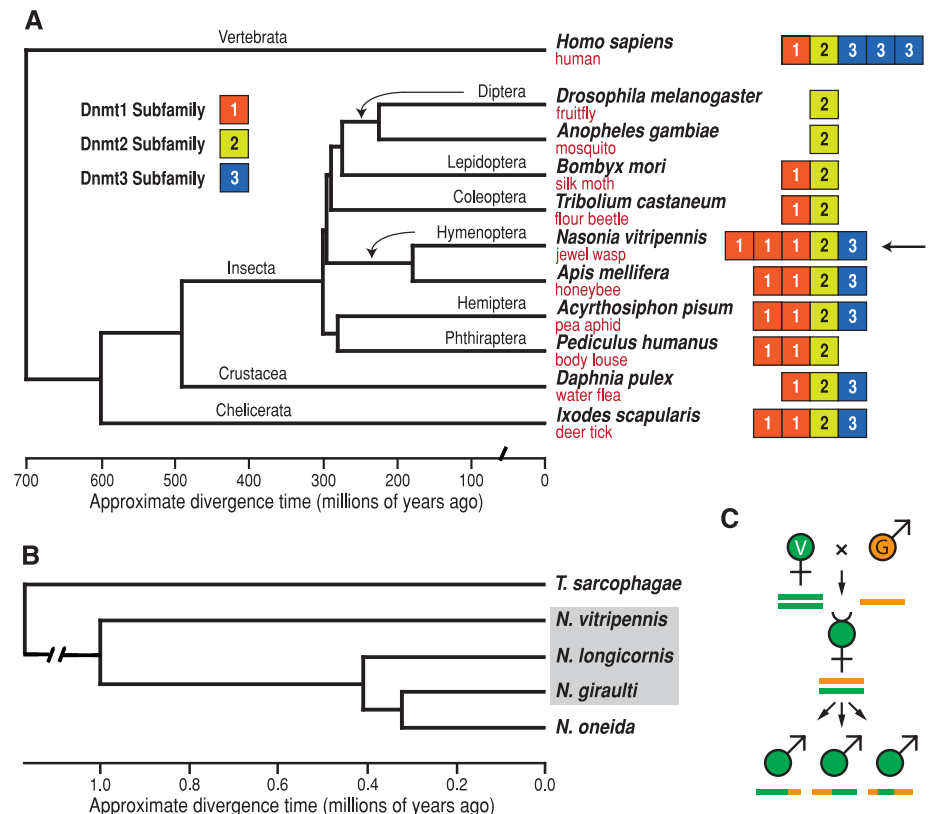 A
Vertebrata
Homo sapiens
human
1 2 3 3 3
Dnmt1 Subfamily 1
Dnmt2 Subfamily 2
Dnmt3 Subfamily 3
Diptera
Drosophila melanogaster
fruitfly
2
Anopheles gambiae
mosquito
2
Lepidoptera
Bombyx mori
silk moth
1 2
Coleoptera
Tribolium castaneum
flour beetle
1 2
Hymenoptera
Nasonia vitripennis
jewel wasp
1 1 1 2 3
Insecta
Apis mellifera
honeybee
1 1 2 3
Hemiptera
Acyrthosiphon pisum
pea aphid
1 1 2 3
Phthiraptera
Pediculus humanus
body louse
1 1 2
Crustacea
Daphnia pulex
water flea
1 2 3
Chelicerata
Ixodes scapularis
deer tick
1 1 2 3
700 600 500 400 300 200 100 0
Approximate divergence time (millions of years ago)
B
T. sarcophagae
N. vitripennis
N. longicornis
N. giraulti
N. oneida
1.0 0.8 0.6 0.4 0.2 0.0
Approximate divergence time (millions of years ago)
C
V × G